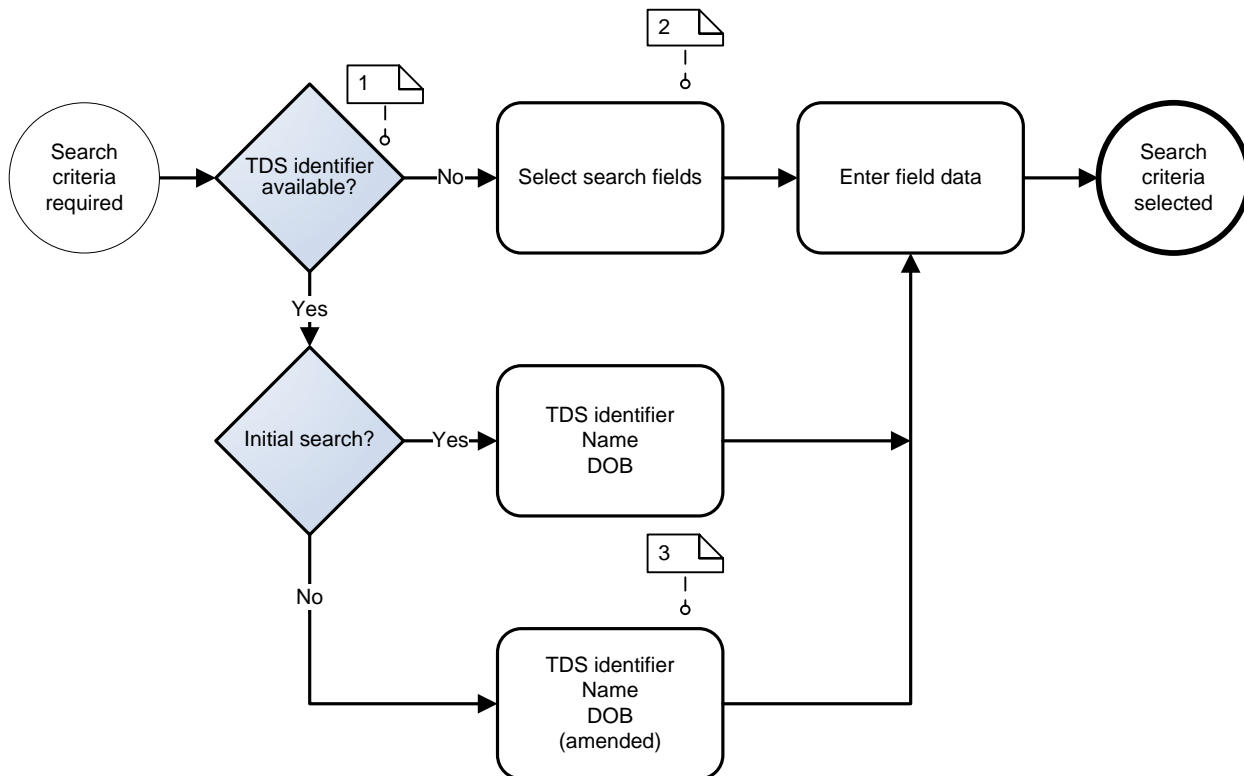 2
1
Search
criteria
required
TDS identifier
available?
No
Select search fields
Enter field data
Search
criteria
selected
Yes
Initial search?
Yes
TDS identifier
Name
DOB
3
No
TDS identifier
Name
DOB
(amended)